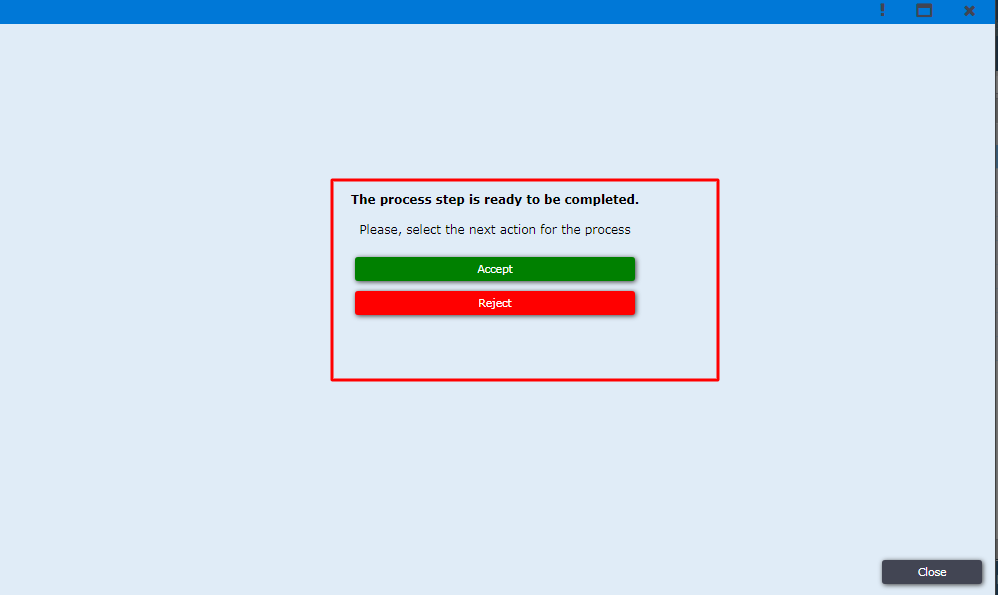 The process step is ready to be completed.
Please, select the next action for the process
Accept
Reject
Close